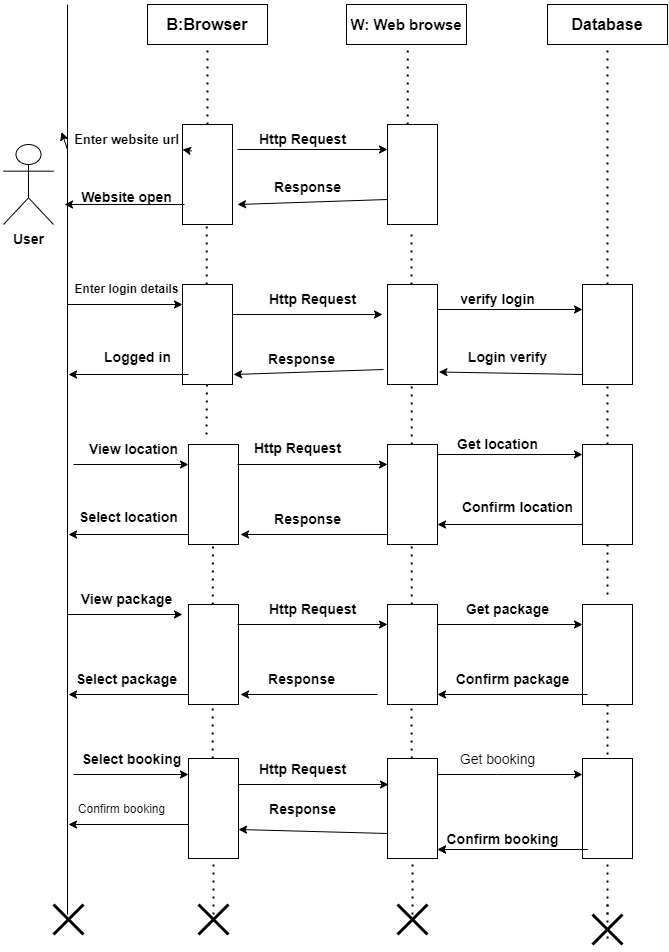 B:Browser
W: Web browse
Database
Enter website url
Http Request
Response
Website open
User
Enter login details
Http Request
verify login
Logged in
Response
Login verify
View location
Http Request
Get location
Select location
Response
Confirm location
View package
Http Request
Get package
Select package
Response
Confirm package
Select booking
Http Request
Get booking
Confirm booking
Response
Confirm booking